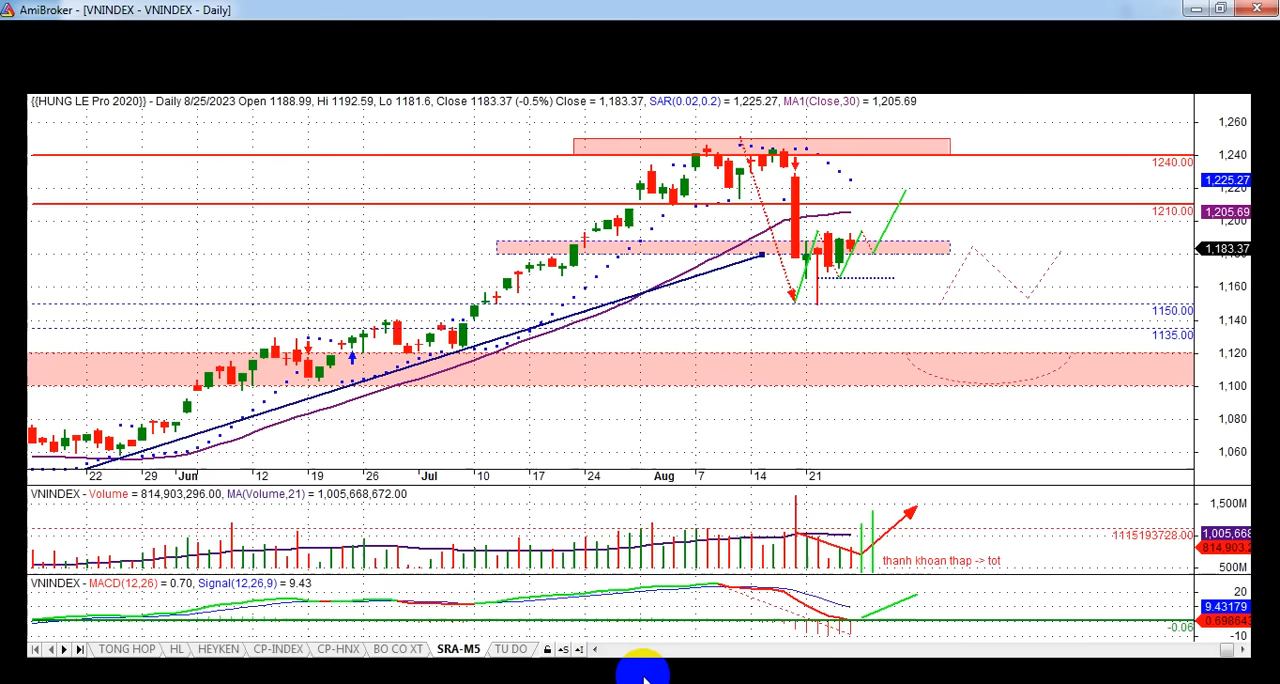 AmiBroker - [VNINDEX - VNINDEX - Daily]
{{HUNG LE Pro 2020}} - Daily 8/25/2023 Open 1188.99, Hi 1192.59, Lo 1181.6, Close 1183.37 (-0.5%) Close = 1,183.37, SAR(0.02,0.2) = 1,225.27, MA1(Close,30) = 1,205.69
1,260
1,240
1240.00
1,225.27
1,220
1210.00
1,205.69
1,200
1,183.37
1,160
1150.00
1,140
1135.00
1,120
1,100
1,080
1,060
22 29 Jun 12 19 26 Jul 10 17 24 Aug 7 14 21
VNINDEX - Volume = 814,903,296.00, MA(Volume,21) = 1,005,668,672.00
1,500M
1115193728.00
1,005,668
814,903,2
thanh khoan thap -> tot
500M
VNINDEX - MACD(12,26) = 0.70, Signal(12,26,9) = 9.43
20
9.43179
0.698643
-0.06
-10
TONG HOP HL HEYKEN CP-INDEX CP-HNX BO CO XT SRA-M5 TU DO